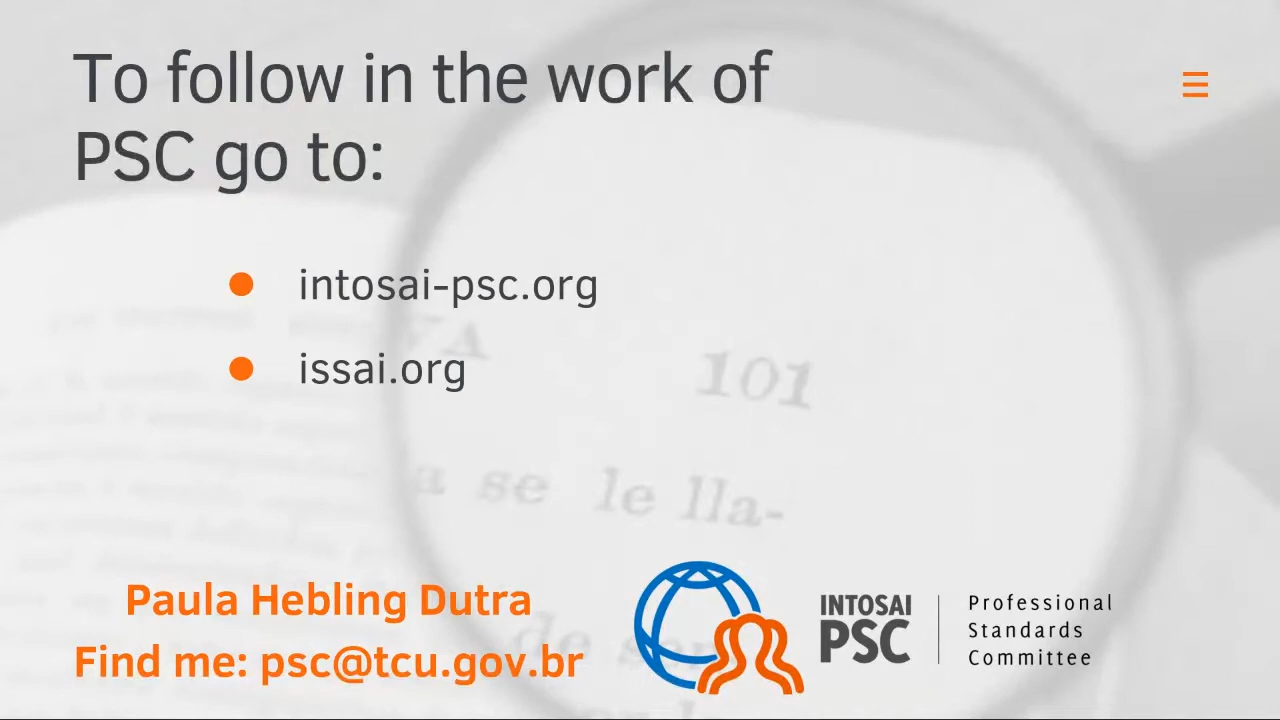 To follow in the work of
PSC go to:
intosai-psc.org
issai.org
101
se le lla-
Paula Hebling Dutra
Find me: psc@tcu.gov.br
INTOSAI
PSC
Professional
Standards
Committee